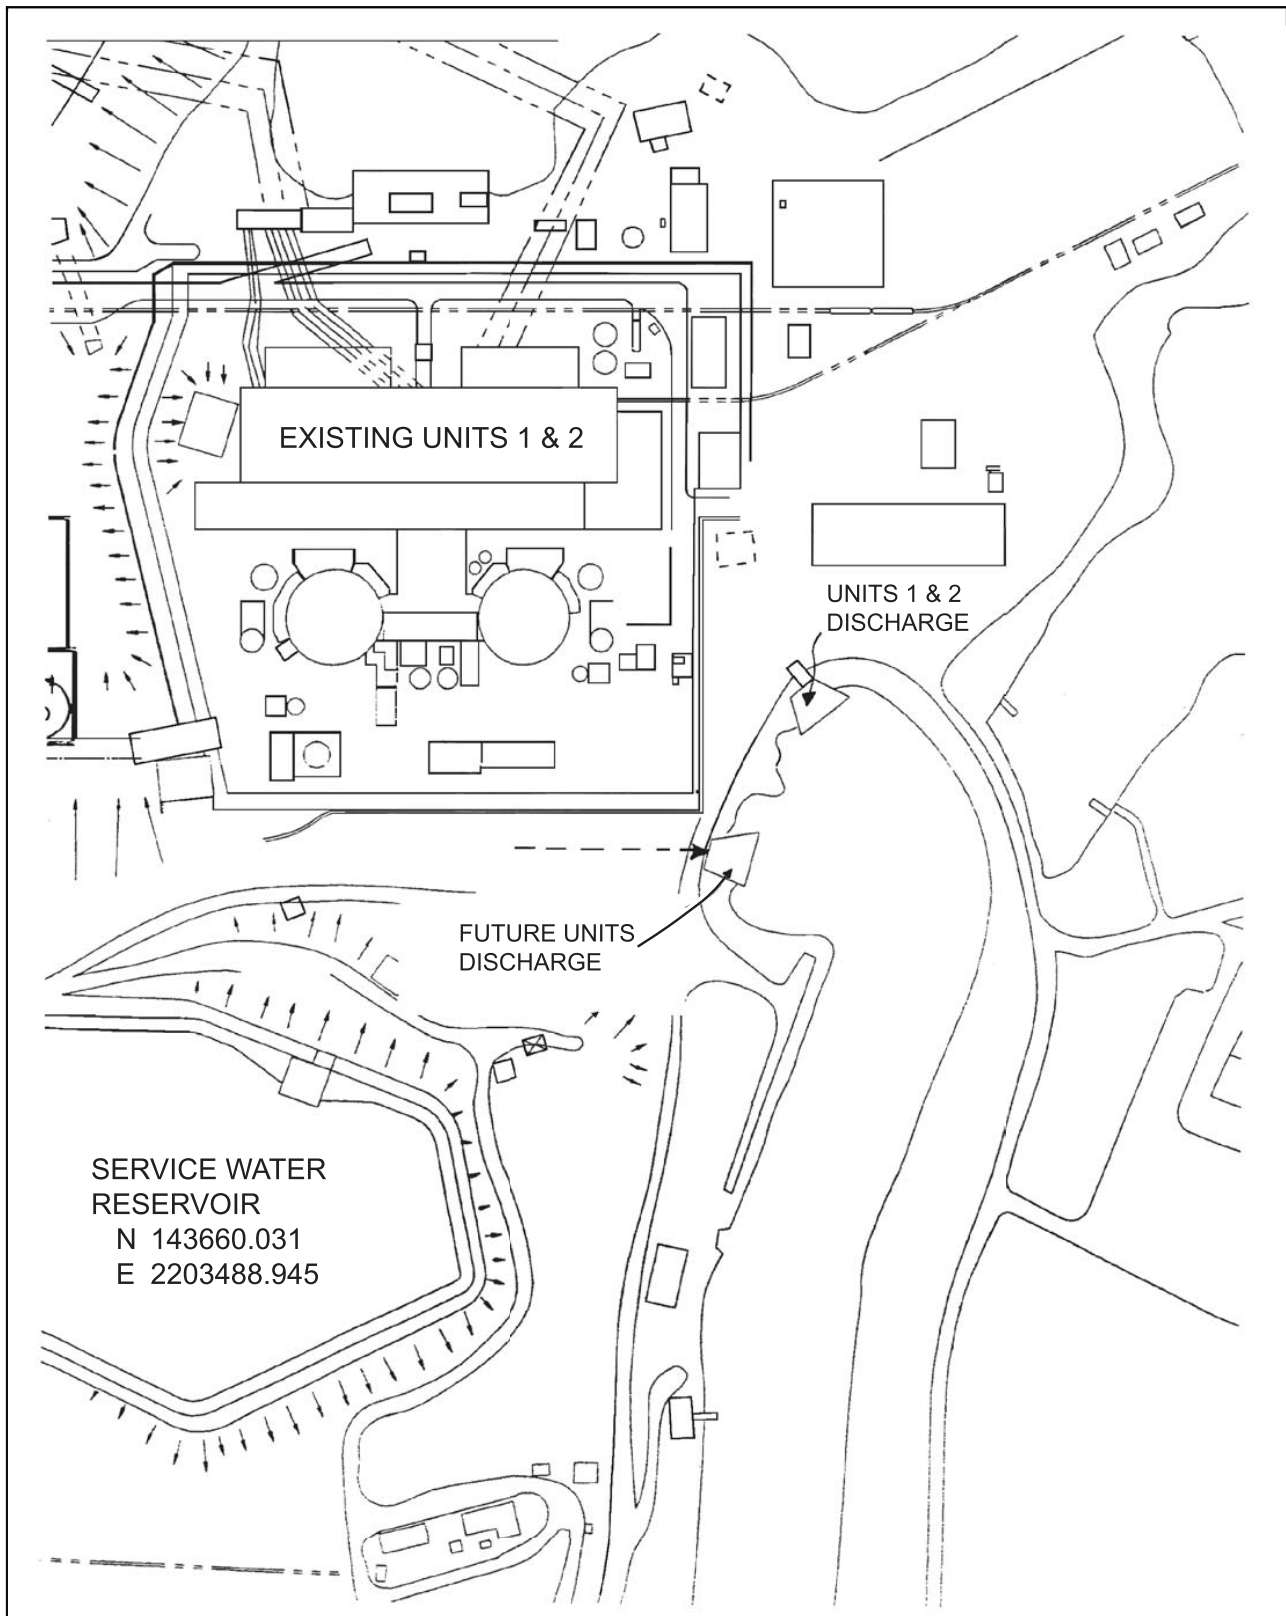 EXISTING UNITS 1 & 2
UNITS 1 & 2
DISCHARGE
FUTURE UNITS
DISCHARGE
SERVICE WATER
RESERVOIR
N 143660.031
E 2203488.945